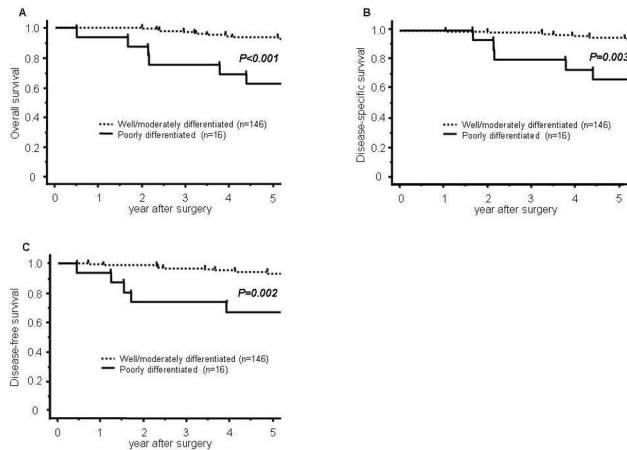 A
1.0
0.8
0.6
0.4
0.2
0
Overall survival
P<0.001
Well/moderately differentiated (n=146)
Poorly differentiated (n=16)
0 1 2 3 4 5
year after surgery
B
1.0
0.8
0.6
0.4
0.2
0
Disease-specific survival
P=0.003
Well/moderately differentiated (n=146)
Poorly differentiated (n=16)
0 1 2 3 4 5
year after surgery
C
1.0
0.8
0.6
0.4
0.2
0
Disease-free survival
P=0.002
Well/moderately differentiated (n=146)
Poorly differentiated (n=16)
0 1 2 3 4 5
year after surgery